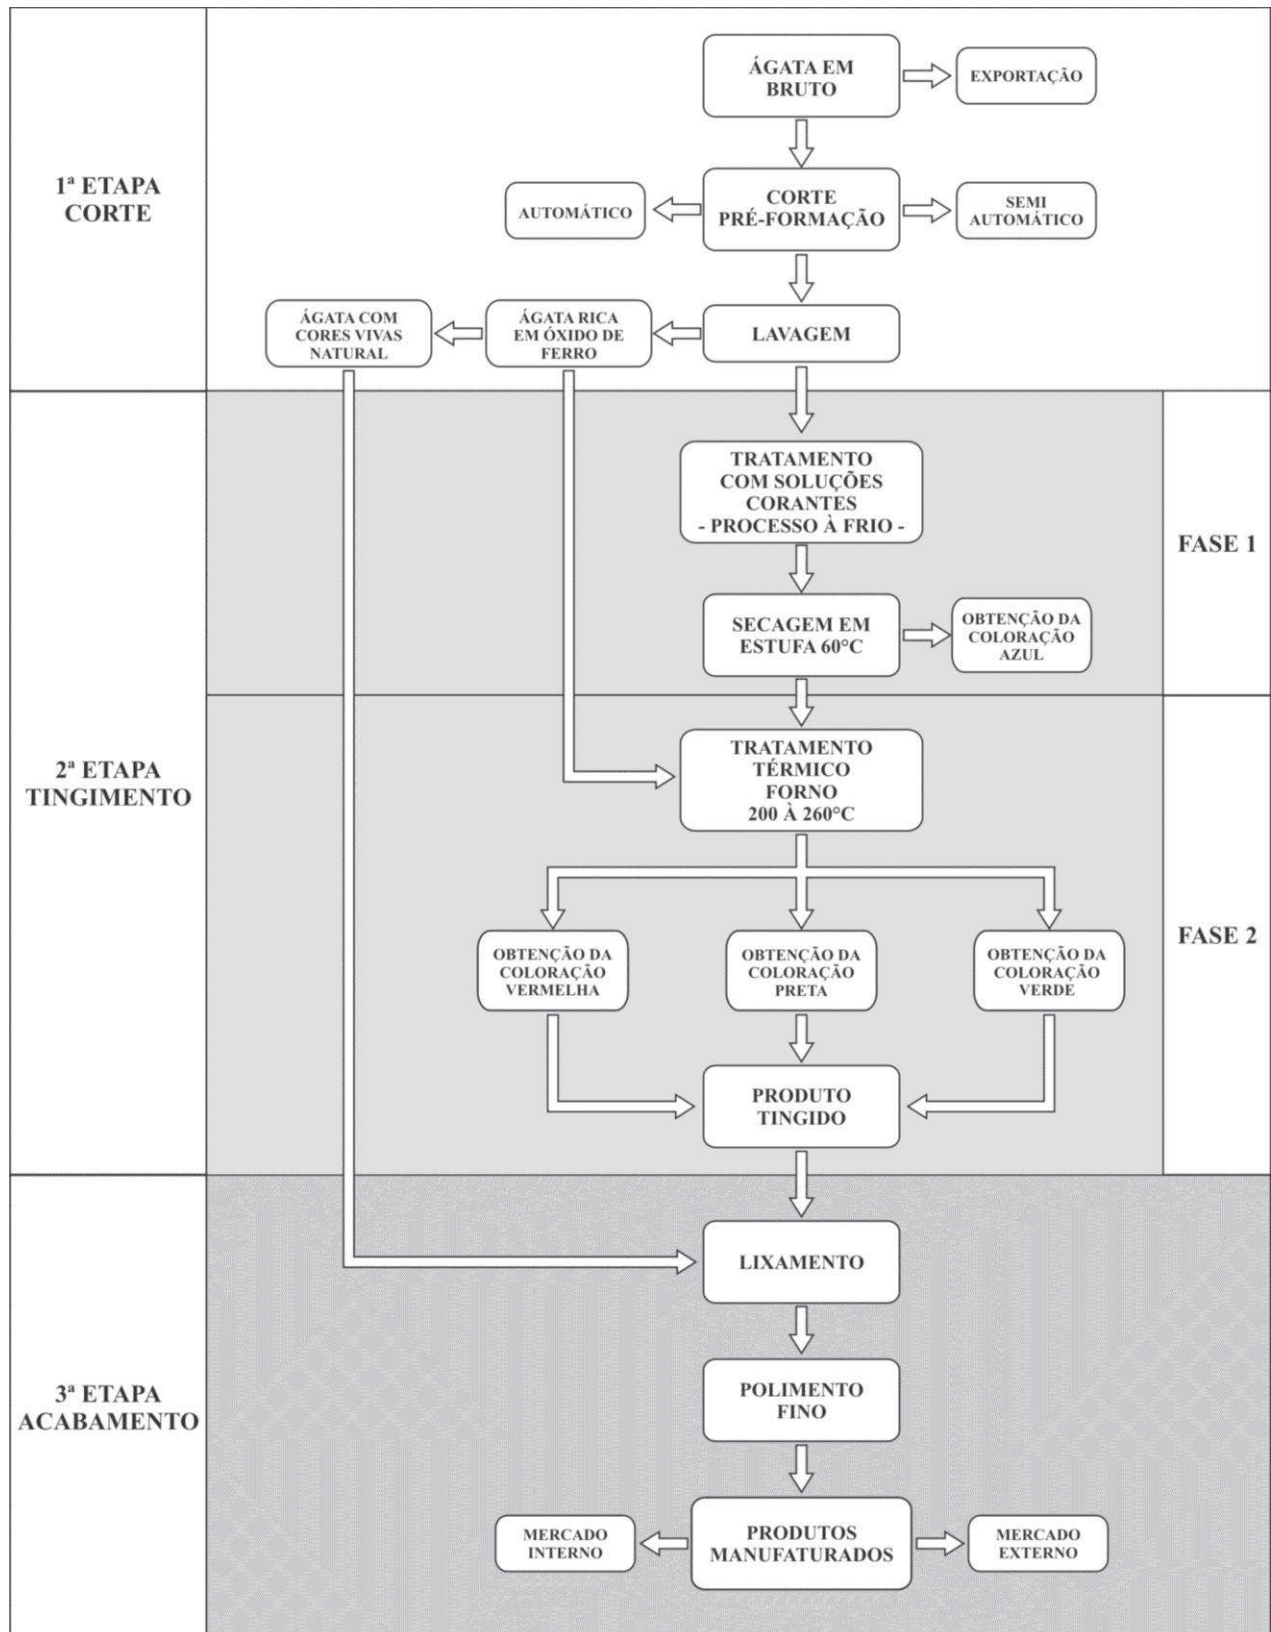 1ª ETAPA
CORTE
ÁGATA EM
BRUTO
EXPORTAÇÃO
AUTOMÁTICO
CORTE
PRÉ-FORMAÇÃO
SEMI
AUTOMÁTICO
ÁGATA COM
CORES VIVAS
NATURAL
ÁGATA RICA
EM ÓXIDO DE
FERRO
LAVAGEM
2ª ETAPA
TINGIMENTO
TRATAMENTO
COM SOLUÇÕES
CORANTES
- PROCESSO À FRIO -
FASE 1
SECAGEM EM
ESTUFA 60°C
OBTENÇÃO DA
COLORAÇÃO
AZUL
TRATAMENTO
TÉRMICO
FORNO
200 À 260°C
FASE 2
OBTENÇÃO DA
COLORAÇÃO
VERMELHA
OBTENÇÃO DA
COLORAÇÃO
PRETA
OBTENÇÃO DA
COLORAÇÃO
VERDE
PRODUTO
TINGIDO
3ª ETAPA
ACABAMENTO
LIXAMENTO
POLIMENTO
FINO
MERCADO
INTERNO
PRODUTOS
MANUFATURADOS
MERCADO
EXTERNO